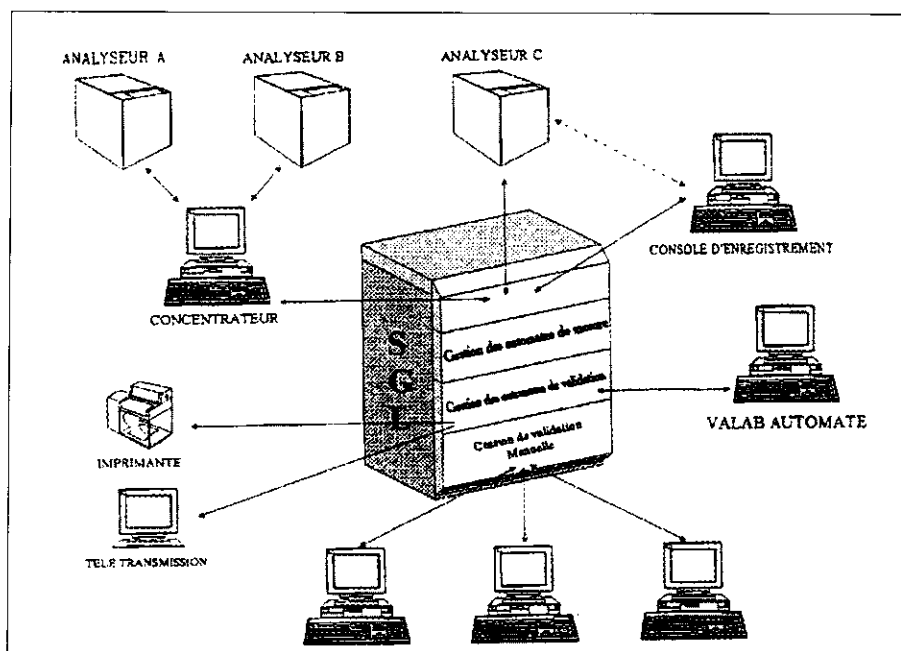 ANALYSEUR A
ANALYSEUR B
ANALYSEUR C
CONSOLE D'ENREGISTREMENT
CONCENTRATEUR
SGL
Gestion des automates de mesure
Gestion des automates de validation
VALAB AUTOMATE
de validation
Manuelle
IMPRIMANTE
TELE TRANSMISSION